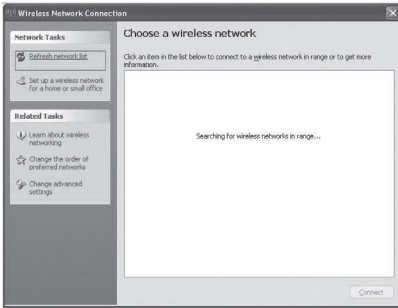 Wireless Network Connection
Network Tasks
Refresh network list
Set up a wireless network
for a home or small office
Related Tasks
Learn about wireless
networking
Change the order of
preferred networks
Change advanced
settings
Choose a wireless network
Click an item in the list below to connect to a wireless network in range or to get more
information.
Searching for wireless networks in range...
Connect